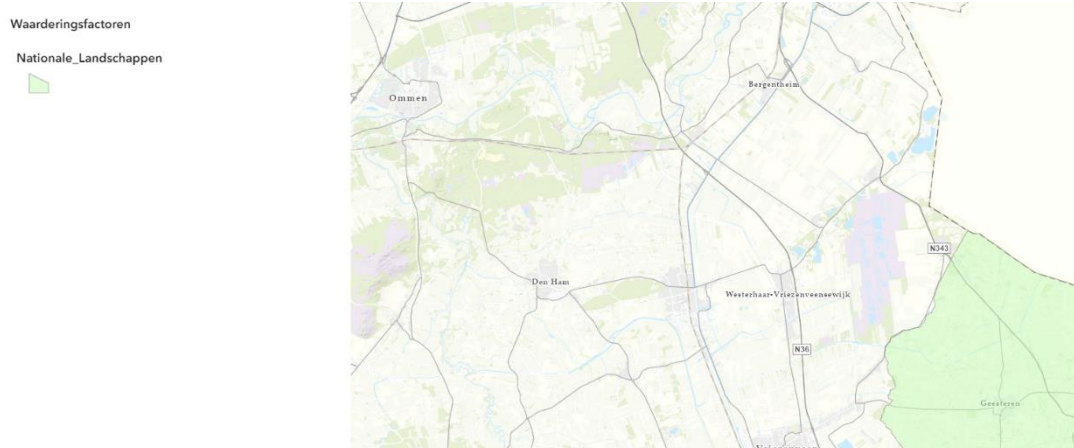 Waarderingsfactoren
Nationale_Landschappen
Ommen
Bergentheim
N343
Den Ham
Westerhaar-Vriezenveensewijk
N36
Geesteren